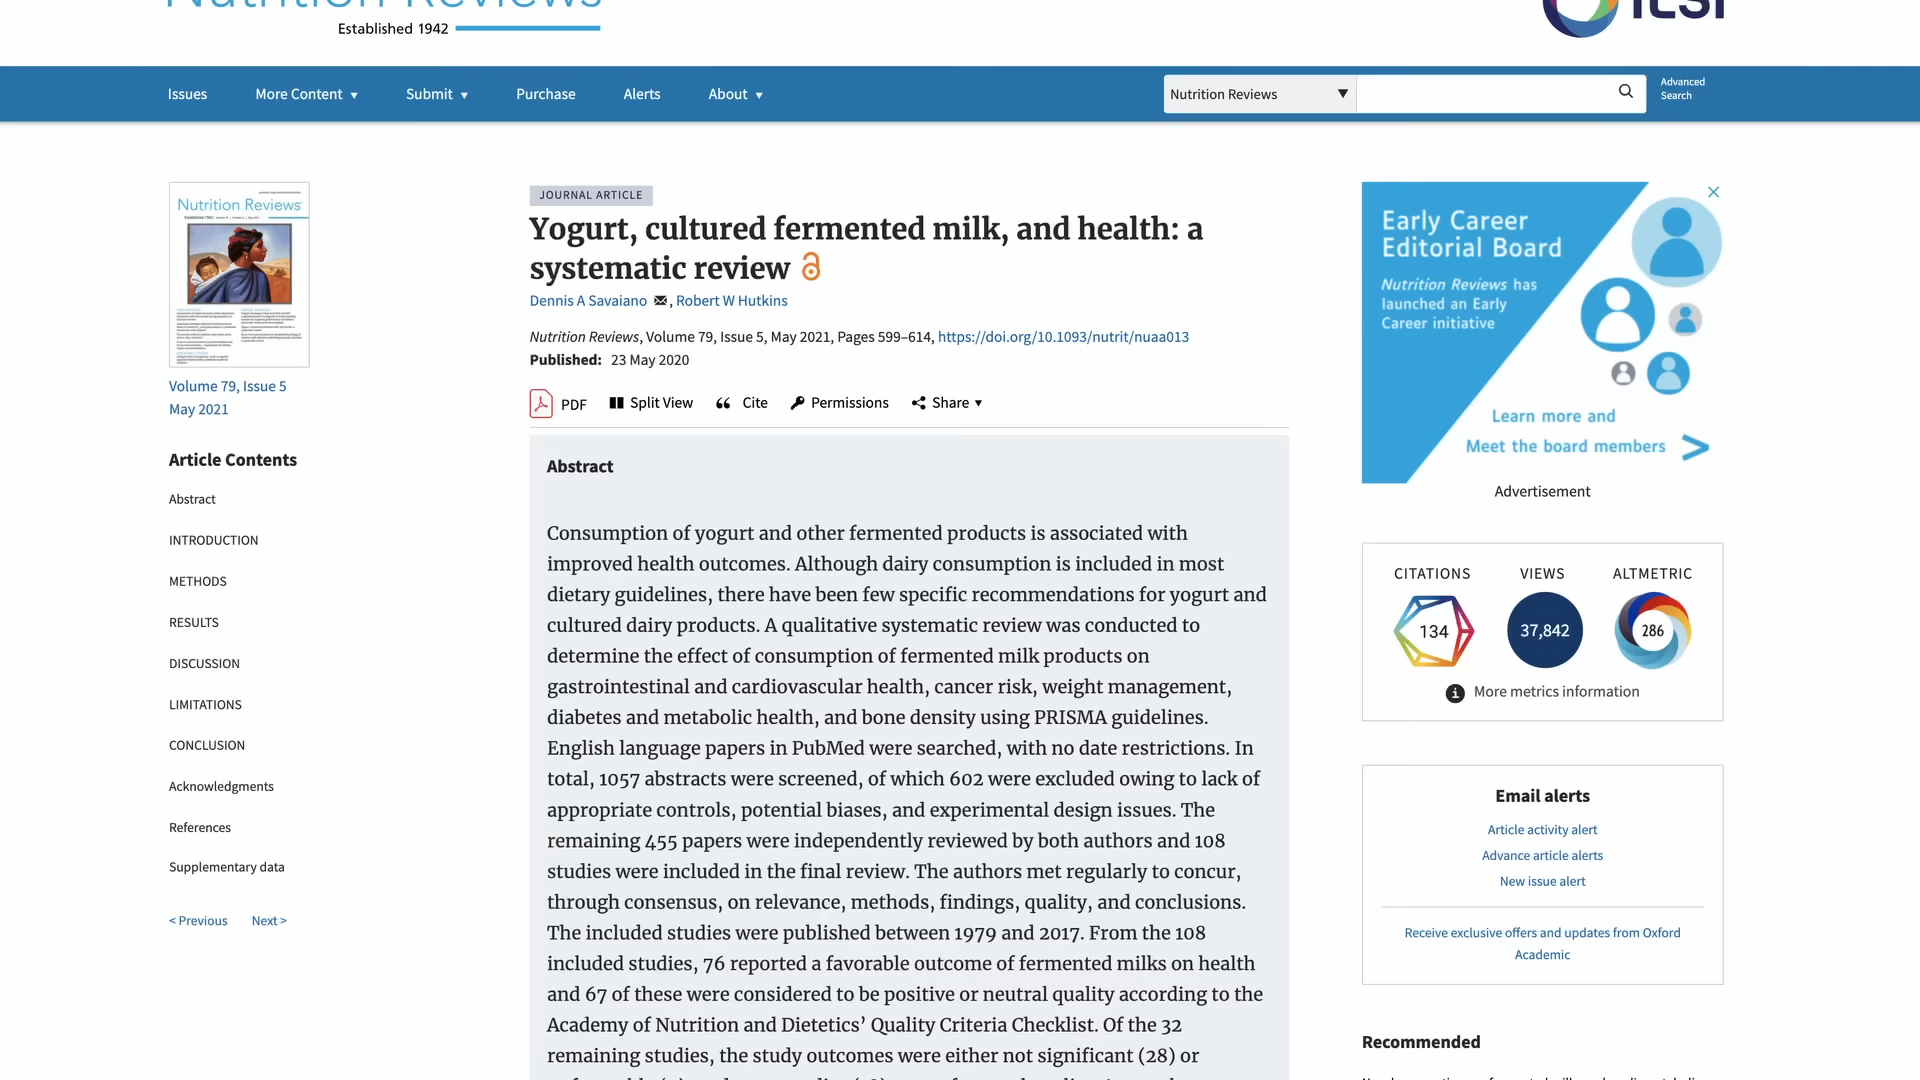 Nutrition Reviews
Established 1942
ILSI
Issues
More Content
Submit
Purchase
Alerts
About
Nutrition Reviews
Advanced
Search
Nutrition Reviews
Volume 79, Issue 5
May 2021
Article Contents
Abstract
INTRODUCTION
METHODS
RESULTS
DISCUSSION
LIMITATIONS
CONCLUSION
Acknowledgments
References
Supplementary data
< Previous Next >
JOURNAL ARTICLE
Yogurt, cultured fermented milk, and health: a
systematic review
Dennis A Savaiano , Robert W Hutkins
Nutrition Reviews, Volume 79, Issue 5, May 2021, Pages 599–614, https://doi.org/10.1093/nutrit/nuaa013
Published: 23 May 2020
PDF Split View Cite Permissions Share
Abstract
Consumption of yogurt and other fermented products is associated with
improved health outcomes. Although dairy consumption is included in most
dietary guidelines, there have been few specific recommendations for yogurt and
cultured dairy products. A qualitative systematic review was conducted to
determine the effect of consumption of fermented milk products on
gastrointestinal and cardiovascular health, cancer risk, weight management,
diabetes and metabolic health, and bone density using PRISMA guidelines.
English language papers in PubMed were searched, with no date restrictions. In
total, 1057 abstracts were screened, of which 602 were excluded owing to lack of
appropriate controls, potential biases, and experimental design issues. The
remaining 455 papers were independently reviewed by both authors and 108
studies were included in the final review. The authors met regularly to concur,
through consensus, on relevance, methods, findings, quality, and conclusions.
The included studies were published between 1979 and 2017. From the 108
included studies, 76 reported a favorable outcome of fermented milks on health
and 67 of these were considered to be positive or neutral quality according to the
Academy of Nutrition and Dietetics’ Quality Criteria Checklist. Of the 32
remaining studies, the study outcomes were either not significant (28) or
Early Career
Editorial Board
Nutrition Reviews has
launched an Early
Career initiative
Learn more and
Meet the board members >
Advertisement
CITATIONS VIEWS ALTMETRIC
134 37,842 286
More metrics information
Email alerts
Article activity alert
Advance article alerts
New issue alert
Receive exclusive offers and updates from Oxford
Academic
Recommended